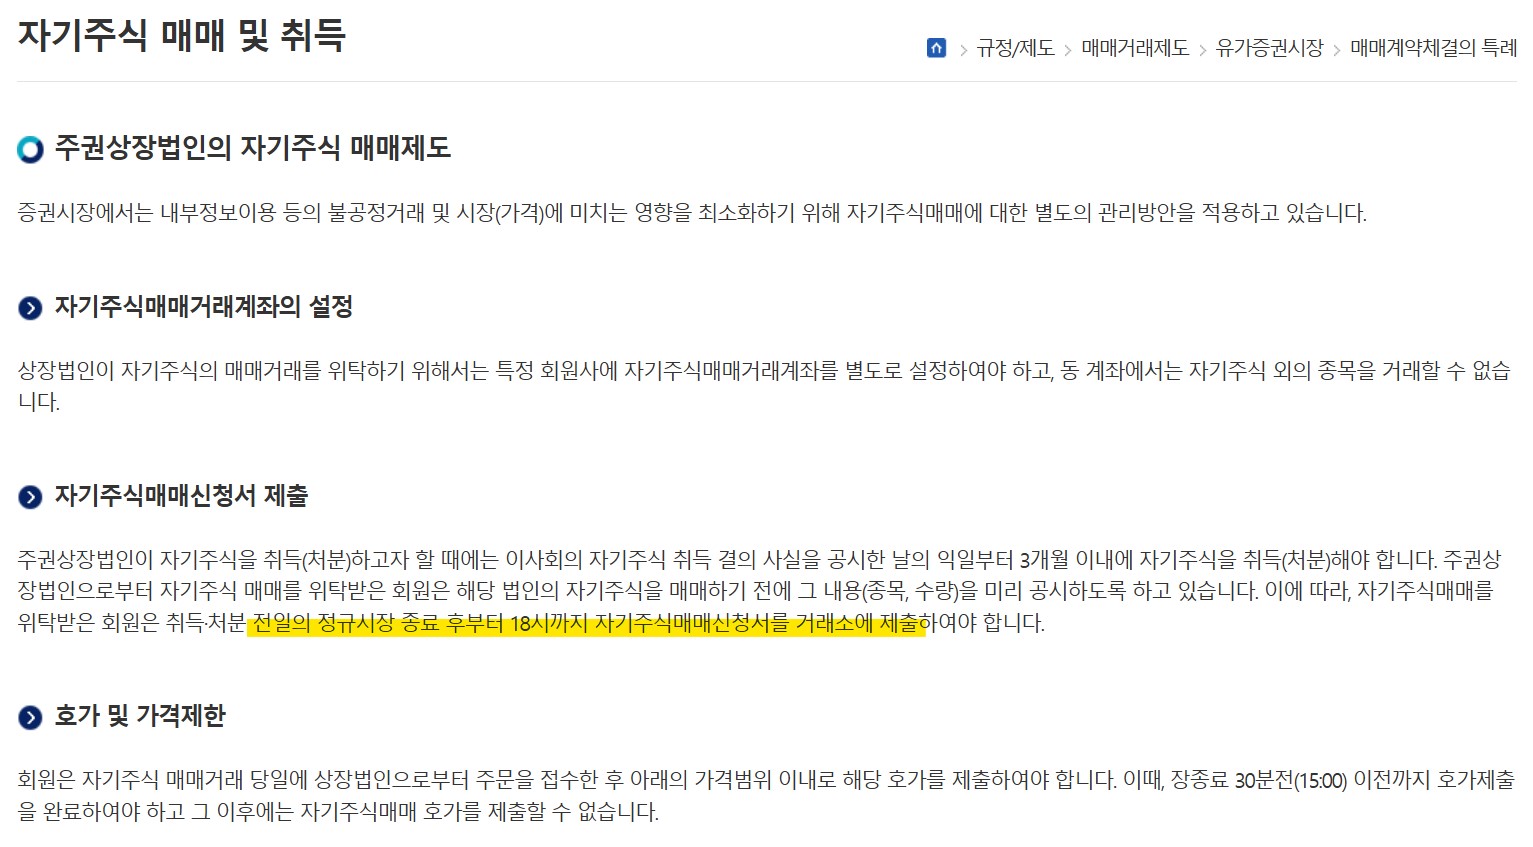 자기주식 매매 및 취득
규정/제도 > 매매거래제도 > 유가증권시장 > 매매계약체결의 특례
주권상장법인의 자기주식 매매제도
증권시장에서는 내부정보이용 등의 불공정거래 및 시장(가격)에 미치는 영향을 최소화하기 위해 자기주식매매에 대한 별도의 관리방안을 적용하고 있습니다.
자기주식매매거래계좌의 설정
상장법인이 자기주식의 매매거래를 위탁하기 위해서는 특정 회원사에 자기주식매매거래계좌를 별도로 설정하여야 하고, 동 계좌에서는 자기주식 외의 종목을 거래할 수 없습
니다.
자기주식매매신청서 제출
주권상장법인이 자기주식을 취득(처분)하고자 할 때에는 이사회의 자기주식 취득 결의 사실을 공시한 날의 익일부터 3개월 이내에 자기주식을 취득(처분)해야 합니다. 주권상
장법인으로부터 자기주식 매매를 위탁받은 회원은 해당 법인의 자기주식을 매매하기 전에 그 내용(종목, 수량)을 미리 공시하도록 하고 있습니다. 이에 따라, 자기주식매매를
위탁받은 회원은 취득·처분 전일의 정규시장 종료 후부터 18시까지 자기주식매매신청서를 거래소에 제출하여야 합니다.
호가 및 가격제한
회원은 자기주식 매매거래 당일에 상장법인으로부터 주문을 접수한 후 아래의 가격범위 이내로 해당 호가를 제출하여야 합니다. 이때, 장종료 30분전(15:00) 이전까지 호가제출
을 완료하여야 하고 그 이후에는 자기주식매매 호가를 제출할 수 없습니다.